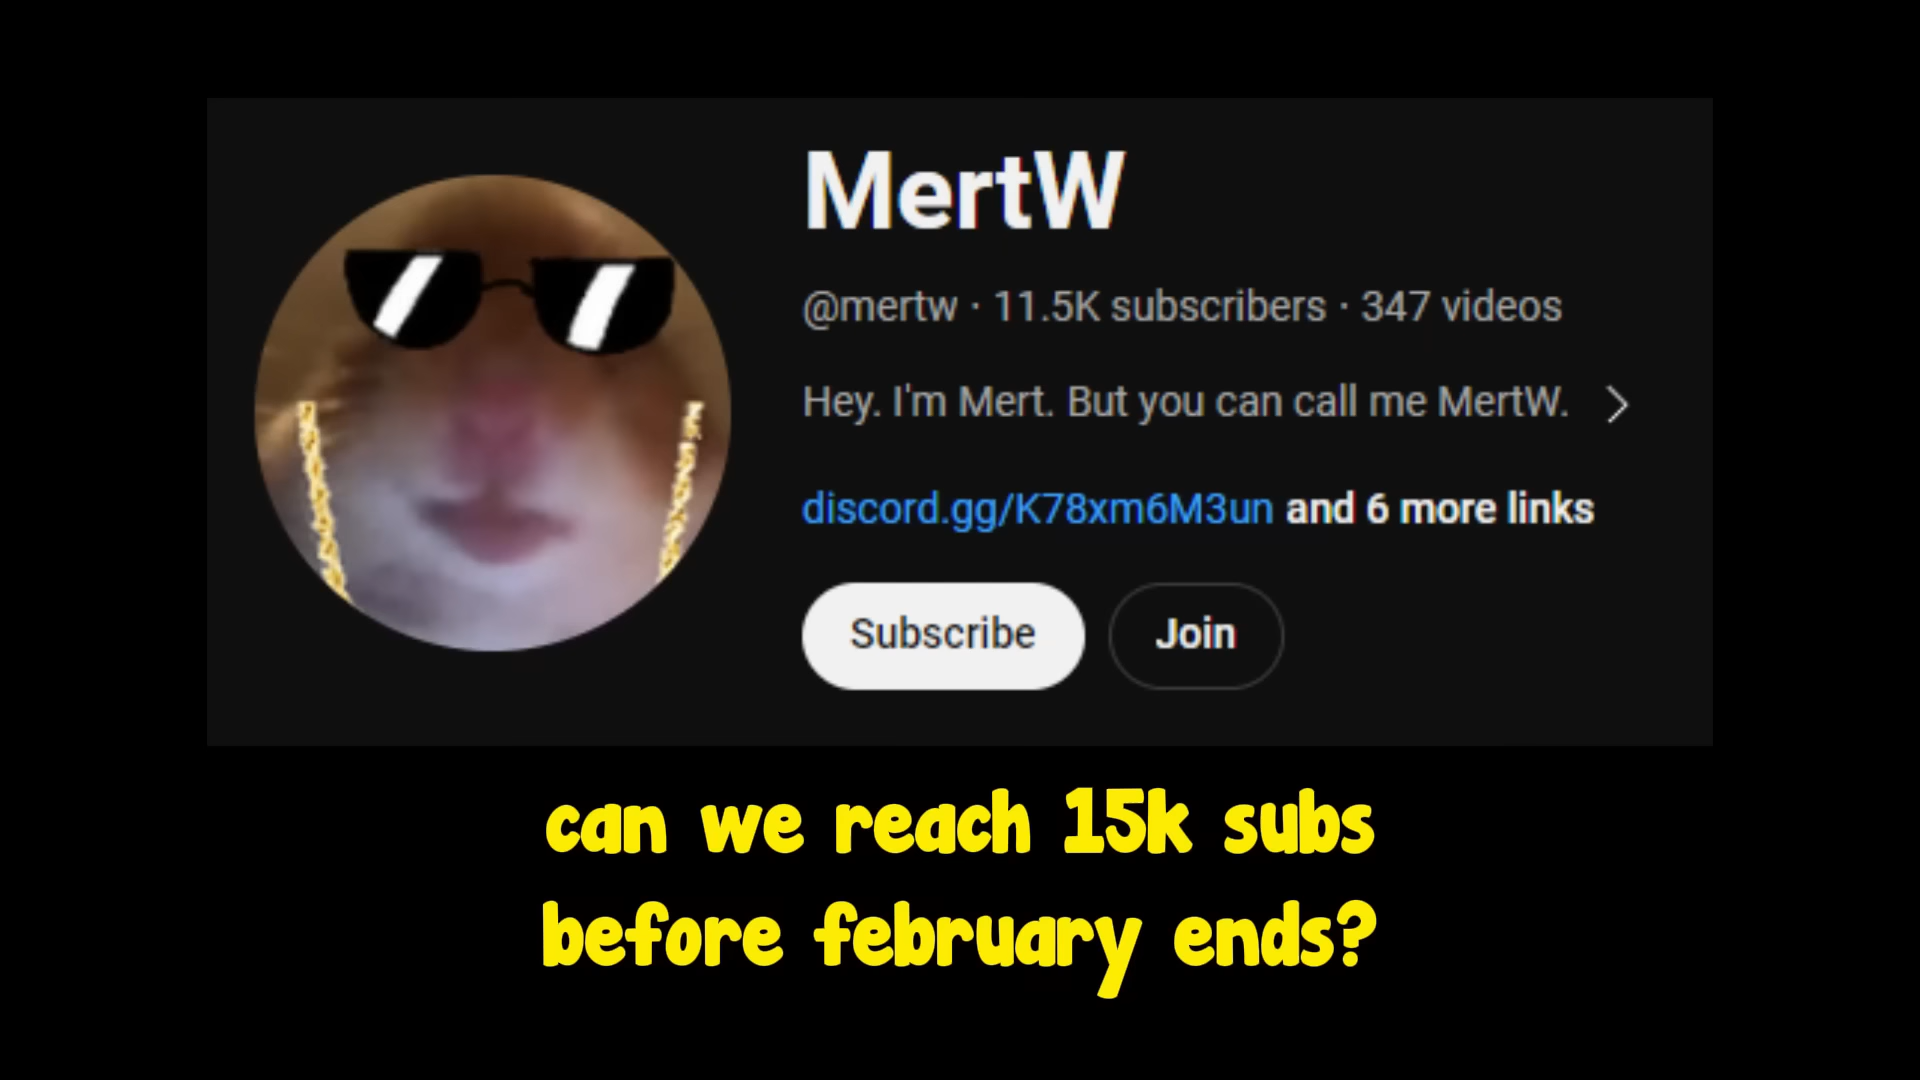 MertW
@mertw · 11.5K subscribers · 347 videos
Hey. I'm Mert. But you can call me MertW.
discord.gg/K78xm6M3un and 6 more links
Subscribe Join
can we reach 15k subs
before february ends?